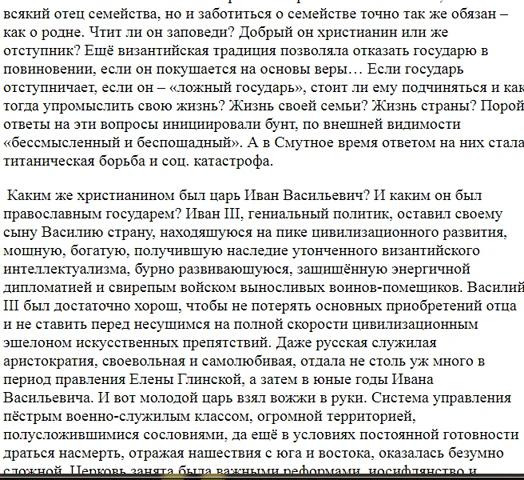 всякий отец семейства, но и заботиться о семействе точно так же обязан –
как о родне. Чтит ли он заповеди? Добрый он христианин или же
отступник? Ещё византийская традиция позволяла отказать государю в
повиновении, если он покушается на основы веры… Если государь
отступничает, если он – «ложный государь», стоит ли ему подчиняться и как
тогда упромыслить свою жизнь? Жизнь своей семьи? Жизнь страны? Порой
ответы на эти вопросы инициировали бунт, по внешней видимости
«бессмысленный и беспощадный». А в Смутное время ответом на них стала
титаническая борьба и соц. катастрофа.
Каким же христианином был царь Иван Васильевич? И каким он был
православным государем? Иван III, гениальный политик, оставил своему
сыну Василию страну, находяшуюся на пике цивилизационного развития,
мощную, богатую, получившую наследие утонченного византийского
интеллектуализма, бурно развивающуюся, зашищённую энергичной
дипломатией и свирепым войском выносливых воинов-помещиков. Василий
III был достаточно хорош, чтобы не потерять основных приобретений отца
и не ставить перед несущимся на полной скорости цивилизационным
эшелоном искусственных препятствий. Даже русская служилая
аристократия, своевольная и самолюбивая, отдала не столь уж много в
период правления Елены Глинской, а затем в юные годы Ивана
Васильевича. И вот молодой царь взял вожжи в руки. Система управления
пёстрым военно-служилым классом, огромной территорией,
полусложившимися сословиями, да ещё в условиях постоянной готовности
драться насмерть, отражая нашествия с юга и востока, оказалась безумно
сложной. Церковь занята была важными реформами, иосифлянство и